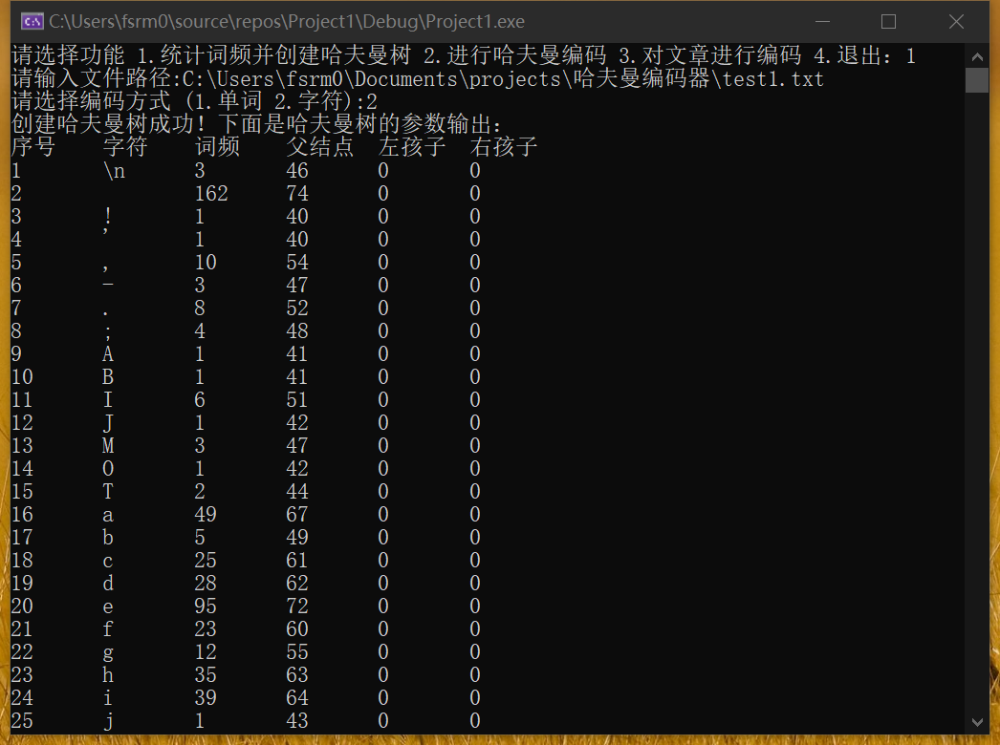 C:\Users\fsrm0\source\repos\Project1\Debug\Project1.exe
请选择功能 1.统计词频并创建哈夫曼树 2.进行哈夫曼编码 3.对文章进行编码 4.退出：1
请输入文件路径:C:\Users\fsrm0\Documents\projects\哈夫曼编码器\test1.txt
请选择编码方式 (1.单词 2.字符):2
创建哈夫曼树成功！下面是哈夫曼树的参数输出：
序号 字符 词频 父结点 左孩子 右孩子
1 \n 3 46 0 0
2 162 74 0 0
3 ! 1 40 0 0
4 ' 1 40 0 0
5 , 10 54 0 0
6 - 3 47 0 0
7 . 8 52 0 0
8 ; 4 48 0 0
9 A 1 41 0 0
10 B 1 41 0 0
11 I 6 51 0 0
12 J 1 42 0 0
13 M 3 47 0 0
14 O 1 42 0 0
15 T 2 44 0 0
16 a 49 67 0 0
17 b 5 49 0 0
18 c 25 61 0 0
19 d 28 62 0 0
20 e 95 72 0 0
21 f 23 60 0 0
22 g 12 55 0 0
23 h 35 63 0 0
24 i 39 64 0 0
25 j 1 43 0 0